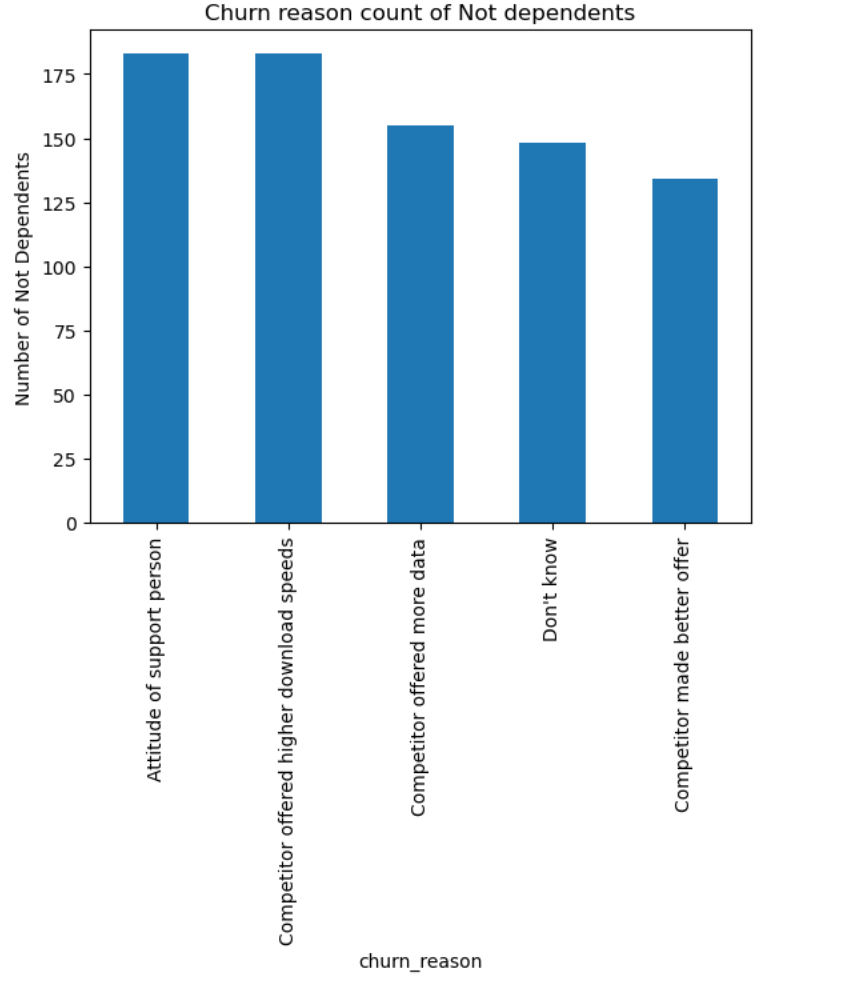 Churn reason count of Not dependents
Number of Not Dependents
175
150
125
100
75
50
25
0
Attitude of support person
Competitor offered higher download speeds
Competitor offered more data
Don't know
Competitor made better offer
churn_reason